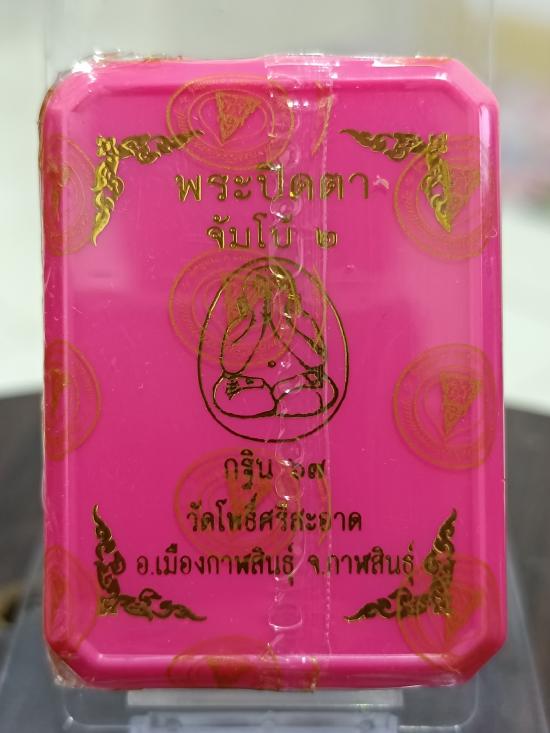 พระปิดตา
จัมโบ้ ๒
กฐิน ๖๙
วัดโพธิ์ศรีสะอาด
อ.เมืองกาฬสินธุ์ จ.กาฬสินธุ์